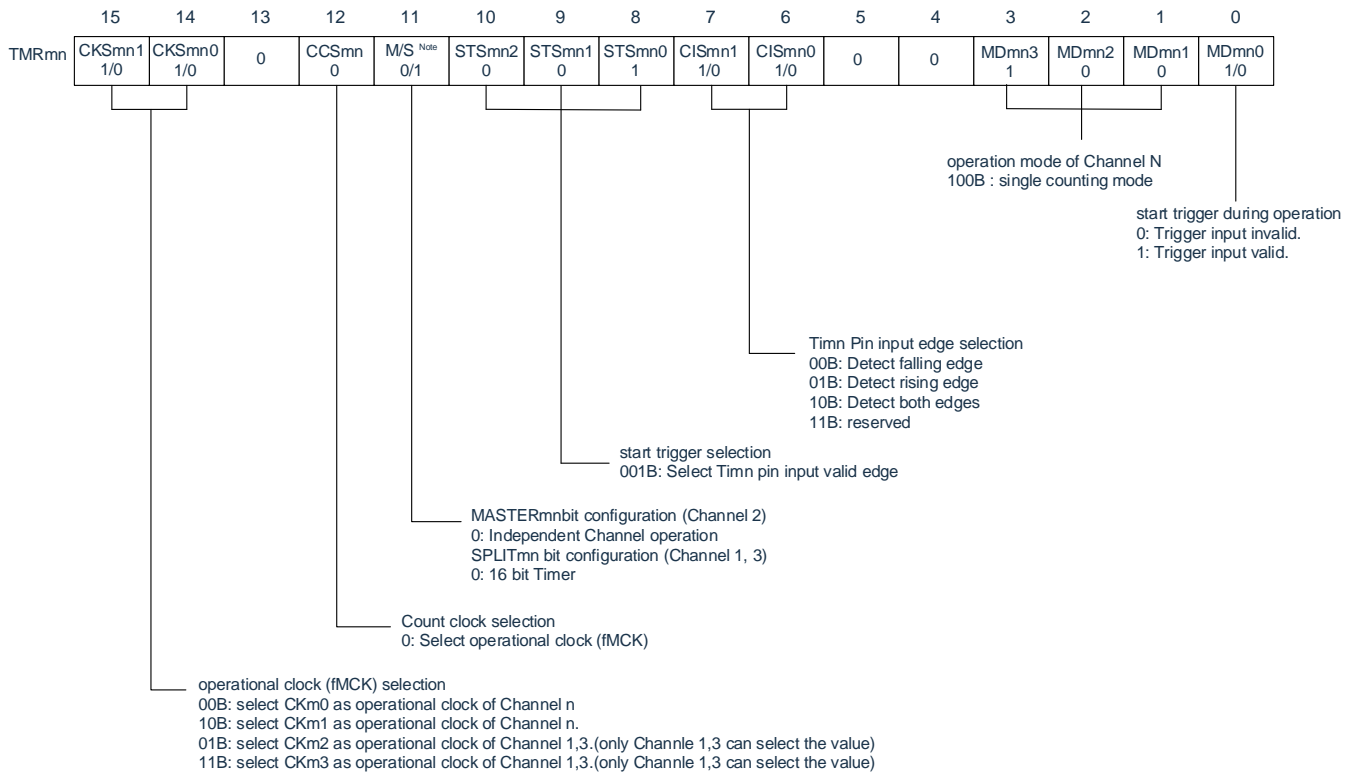 15 14 13 12 11 10 9 8 7 6 5 4 3 2 1 0
TMRmn CKSmn1 CKSmn0 0 CCSmn M/S Note STSmn2 STSmn1 STSmn0 CISmn1 CISmn0 0 0 MDmn3 MDmn2 MDmn1 MDmn0
1/0 1/0 0 0/1 0 0 1 1/0 1/0 1 0 0 1/0
operation mode of Channel N
100B : single counting mode
start trigger during operation
0: Trigger input invalid.
1: Trigger input valid.
Timn Pin input edge selection
00B: Detect falling edge
01B: Detect rising edge
10B: Detect both edges
11B: reserved
start trigger selection
001B: Select Timn pin input valid edge
MASTERmnbit configuration (Channel 2)
0: Independent Channel operation
SPLITmn bit configuration (Channel 1, 3)
0: 16 bit Timer
Count clock selection
0: Select operational clock (fMCK)
operational clock (fMCK) selection
00B: select CKm0 as operational clock of Channel n
10B: select CKm1 as operational clock of Channel n.
01B: select CKm2 as operational clock of Channel 1,3.(only Channle 1,3 can select the value)
11B: select CKm3 as operational clock of Channel 1,3.(only Channle 1,3 can select the value)